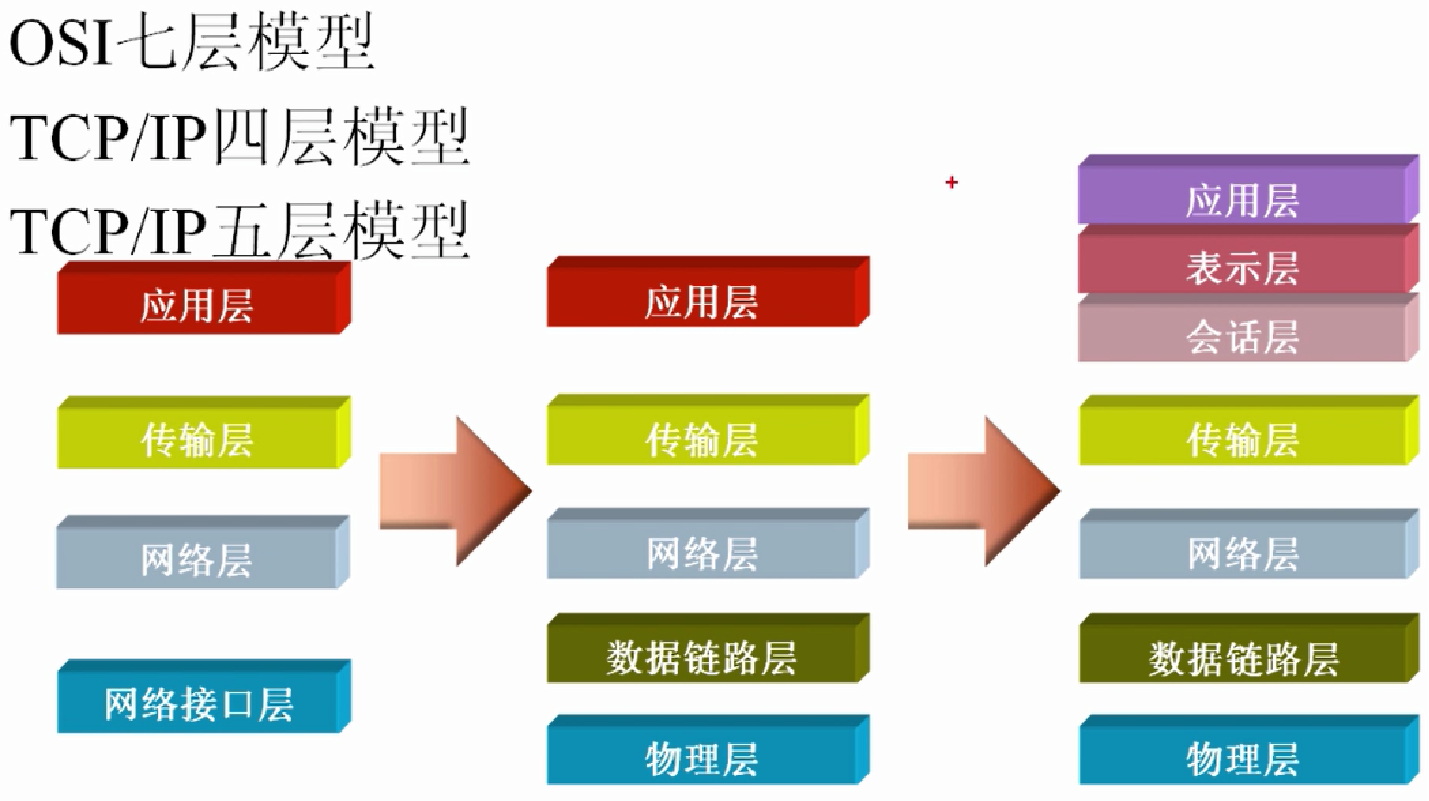 OSI七层模型
TCP/IP四层模型
TCP/IP五层模型
应用层
传输层
网络层
网络接口层
应用层
传输层
网络层
数据链路层
物理层
应用层
表示层
会话层
传输层
网络层
数据链路层
物理层